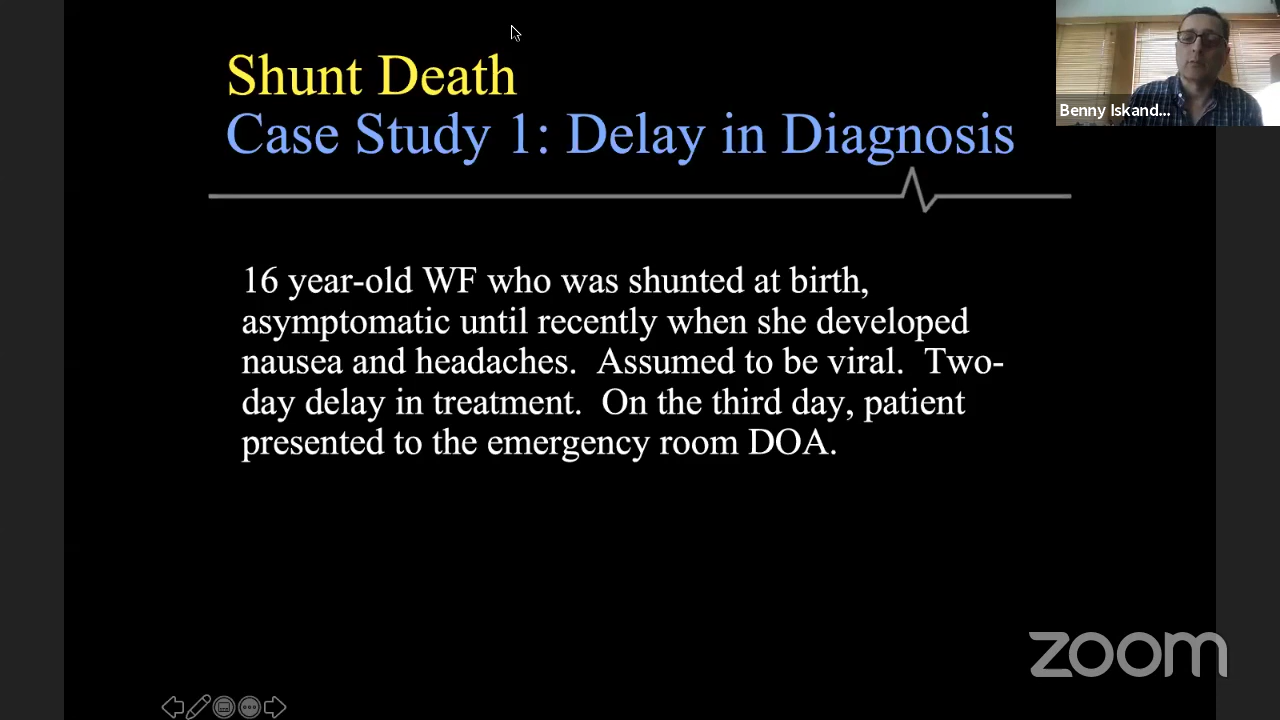 Shunt Death
Case Study 1: Delay in Diagnosis
16 year-old WF who was shunted at birth,
asymptomatic until recently when she developed
nausea and headaches. Assumed to be viral. Two-
day delay in treatment. On the third day, patient
presented to the emergency room DOA.
Benny Iskand...
zoom